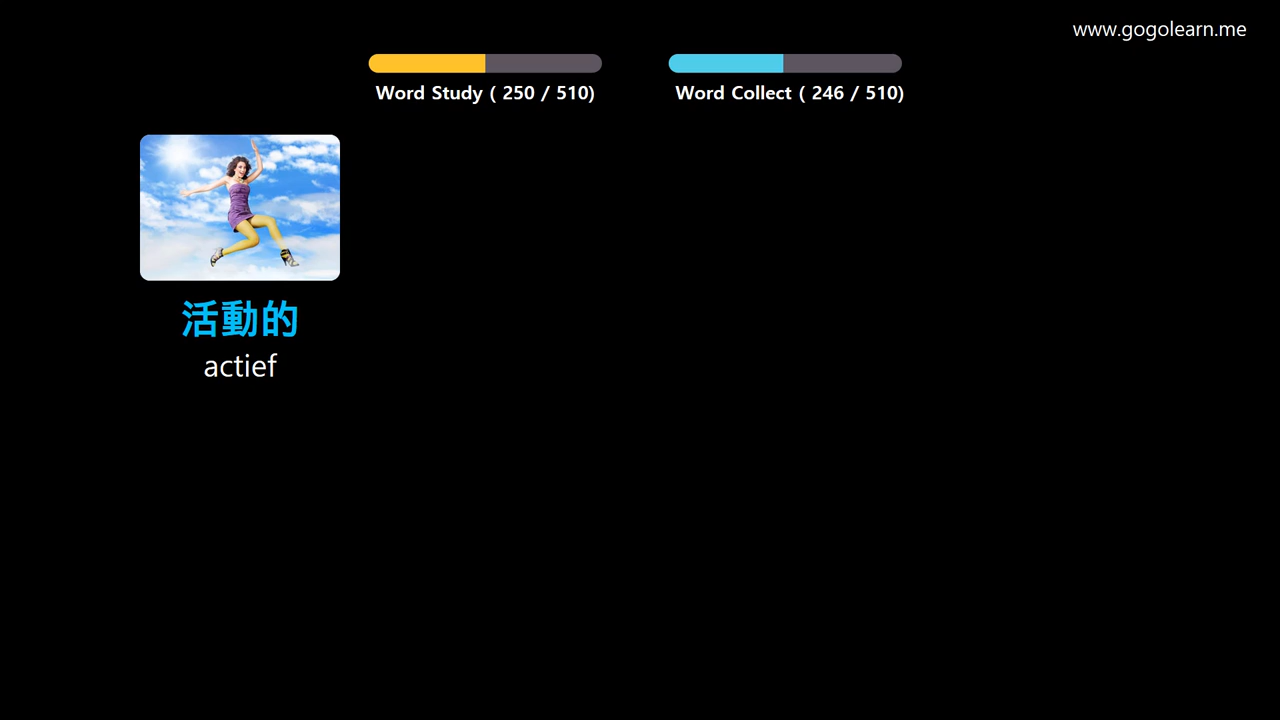 www.gogolearn.me
Word Study ( 250 / 510)
Word Collect ( 246 / 510)
活動的
actief